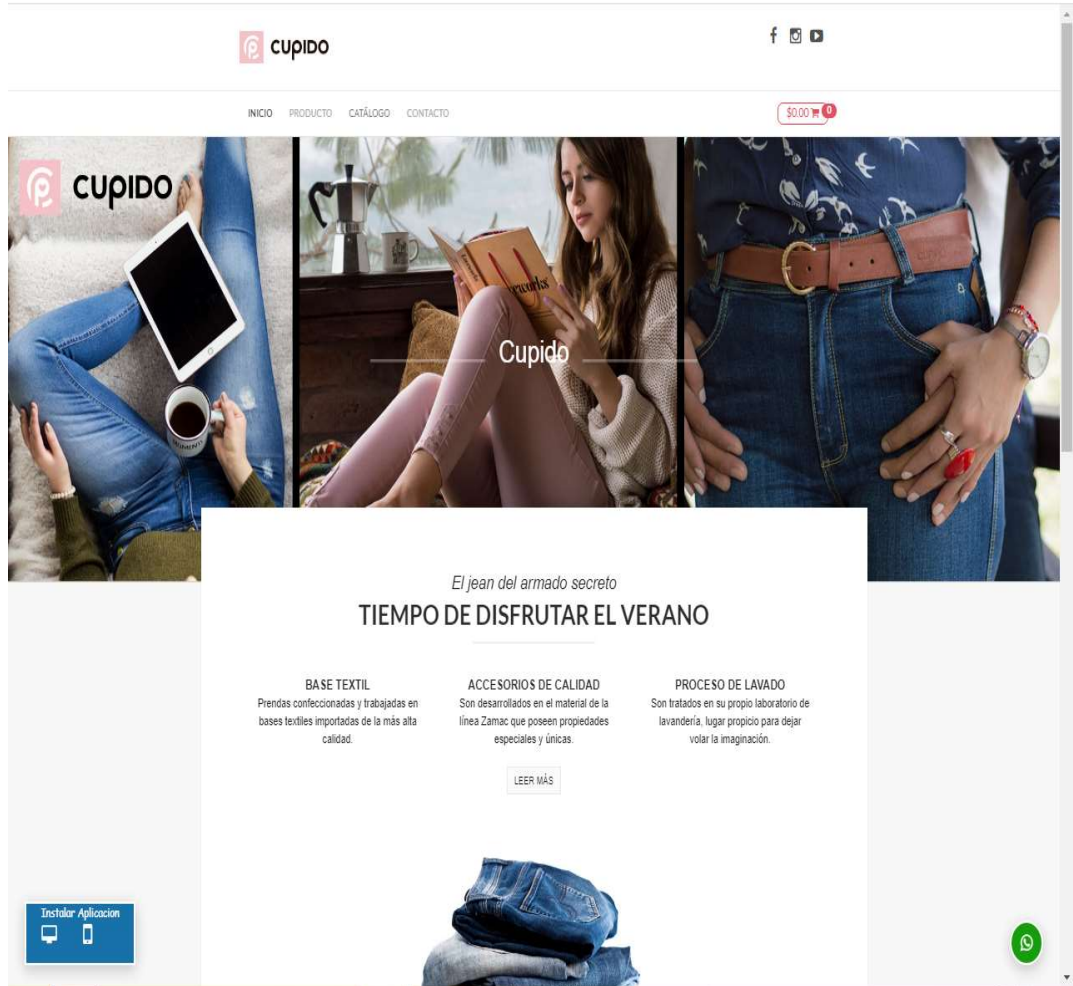 CUPIDO
INICIO PRODUCTO CATÁLOGO CONTACTO
$0.00 0
CUPIDO
Cupido
El jean del armado secreto
TIEMPO DE DISFRUTAR EL VERANO
BASE TEXTIL
Prendas confeccionadas y trabajadas en
bases textiles importadas de la más alta
calidad.
ACCESORIOS DE CALIDAD
Son desarrollados en el material de la
línea Zamac que poseen propiedades
especiales y únicas.
PROCESO DE LAVADO
Son tratados en su propio laboratorio de
lavandería, lugar propicio para dejar
volar la imaginación.
LEER MÁS
Instalar Aplicacion